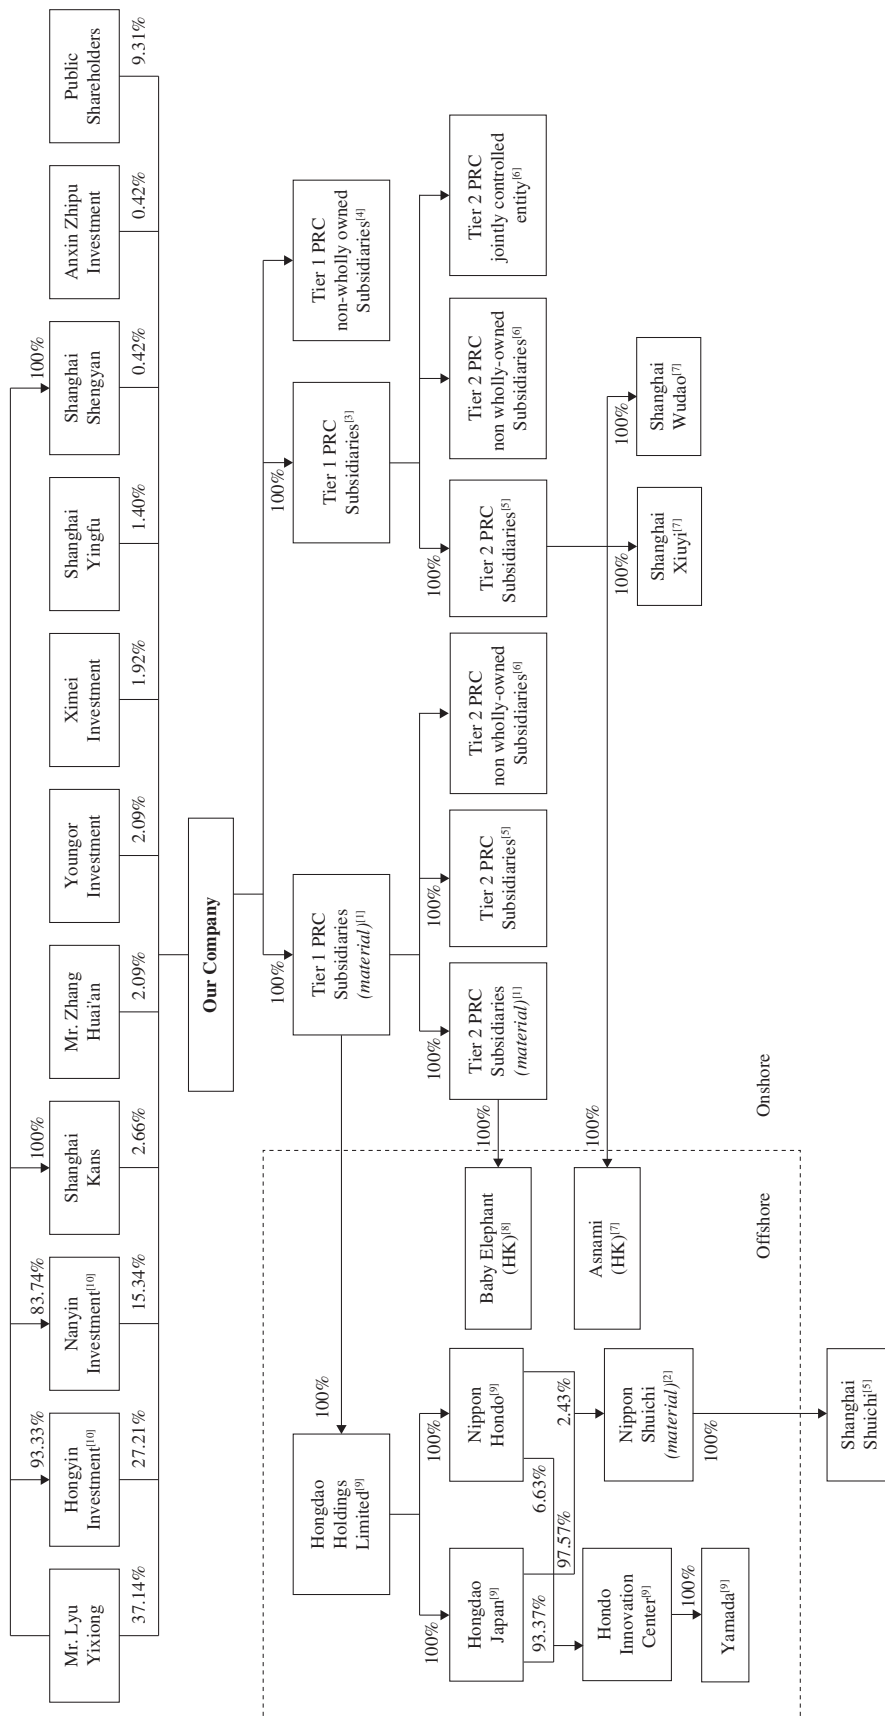 100%
100%
83.74%
93.33%
Mr. Lyu
Yixiong
Hongyin
Investment[10]
Nanyin
Investment[10]
Shanghai
Kans
Mr. Zhang
Huai'an
Youngor
Investment
Ximei
Investment
Shanghai
Yingfu
Shanghai
Shengyan
Anxin Zhipu
Investment
Public
Shareholders
37.14%
27.21%
15.34%
2.66%
2.09%
2.09%
1.92%
1.40%
0.42%
0.42%
9.31%
Our Company
100%
100%
100%
Hongdao
Holdings
Limited[9]
Tier 1 PRC
Subsidiaries
(material)[1]
Tier 1 PRC
Subsidiaries[3]
Tier 1 PRC
non-wholly owned
Subsidiaries[4]
100%
100%
100%
100%
100%
Hongdao
Japan[9]
Nippon
Hondo[9]
Baby Elephant
(HK)[8]
100%
Tier 2 PRC
Subsidiaries
(material)[1]
Tier 2 PRC
Subsidiaries[5]
Tier 2 PRC
non wholly-owned
Subsidiaries[6]
Tier 2 PRC
Subsidiaries[5]
Tier 2 PRC
non wholly-owned
Subsidiaries[6]
Tier 2 PRC
jointly controlled
entity[6]
93.37%
6.63%
97.57%
2.43%
Hondo
Innovation
Center[9]
Nippon
Shuichi
(material)[2]
Asnami
(HK)[7]
100%
100%
100%
100%
100%
Yamada[9]
Shanghai
Xiuyi[7]
Shanghai
Wudao[7]
Offshore
Onshore
Shanghai
Shuichi[5]